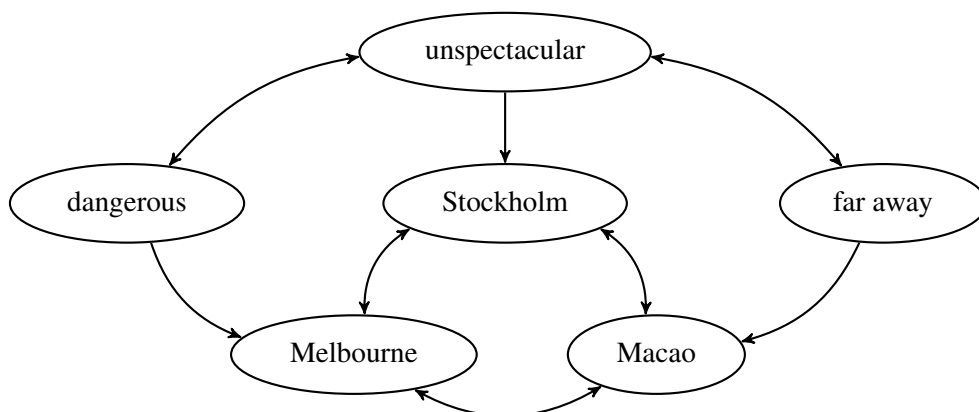 unspectacular
dangerous
Stockholm
far away
Melbourne
Macao